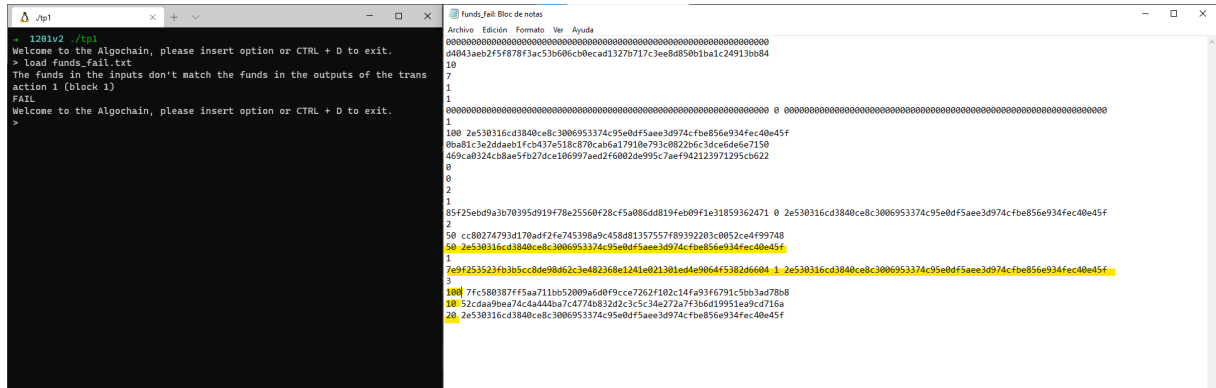 ./tp1
→ 1201v2 ./tp1
Welcome to the Algochain, please insert option or CTRL + D to exit.
> load funds_fail.txt
The funds in the inputs don't match the funds in the outputs of the trans
action 1 (block 1)
FAIL
Welcome to the Algochain, please insert option or CTRL + D to exit.
>
funds_fail: Bloc de notas
Archivo Edición Formato Ver Ayuda
0000000000000000000000000000000000000000000000000000000000000000
d4043aeb2f5f878f3ac53b606cb0ecad1327b717c3ee8d850b1ba1c24913bb84
10
7
1
1
0000000000000000000000000000000000000000000000000000000000000000 0 0000000000000000000000000000000000000000000000000000000000000000
1
100 2e530316cd3840ce8c3006953374c95e0df5aee3d974cfbe856e934fec40e45f
0ba81c3e2ddaeb1fcb437e518c870cab6a17910e793c0822b6c3dce6de6e7150
469ca0324cb8ae5fb27dce106997aed2f6002de995c7aef942123971295cb622
0
0
2
1
85f25ebd9a3b70395d919f78e25560f28cf5a086dd819feb09f1e31859362471 0 2e530316cd3840ce8c3006953374c95e0df5aee3d974cfbe856e934fec40e45f
2
50 cc80274793d170adf2fe745398a9c458d81357557f89392203c0052ce4f99748
50 2e530316cd3840ce8c3006953374c95e0df5aee3d974cfbe856e934fec40e45f
1
7e9f253523fb3b5cc8de98d62c3e482368e1241e021301ed4e9064f5382d6604 1 2e530316cd3840ce8c3006953374c95e0df5aee3d974cfbe856e934fec40e45f
3
100 7fc580387ff5aa711bb52009a6d0f9cce7262f102c14fa93f6791c5bb3ad78b8
10 52cdaa9bea74c4a444ba7c4774b832d2c3c5c34e272a7f3b6d19951ea9cd716a
20 2e530316cd3840ce8c3006953374c95e0df5aee3d974cfbe856e934fec40e45f